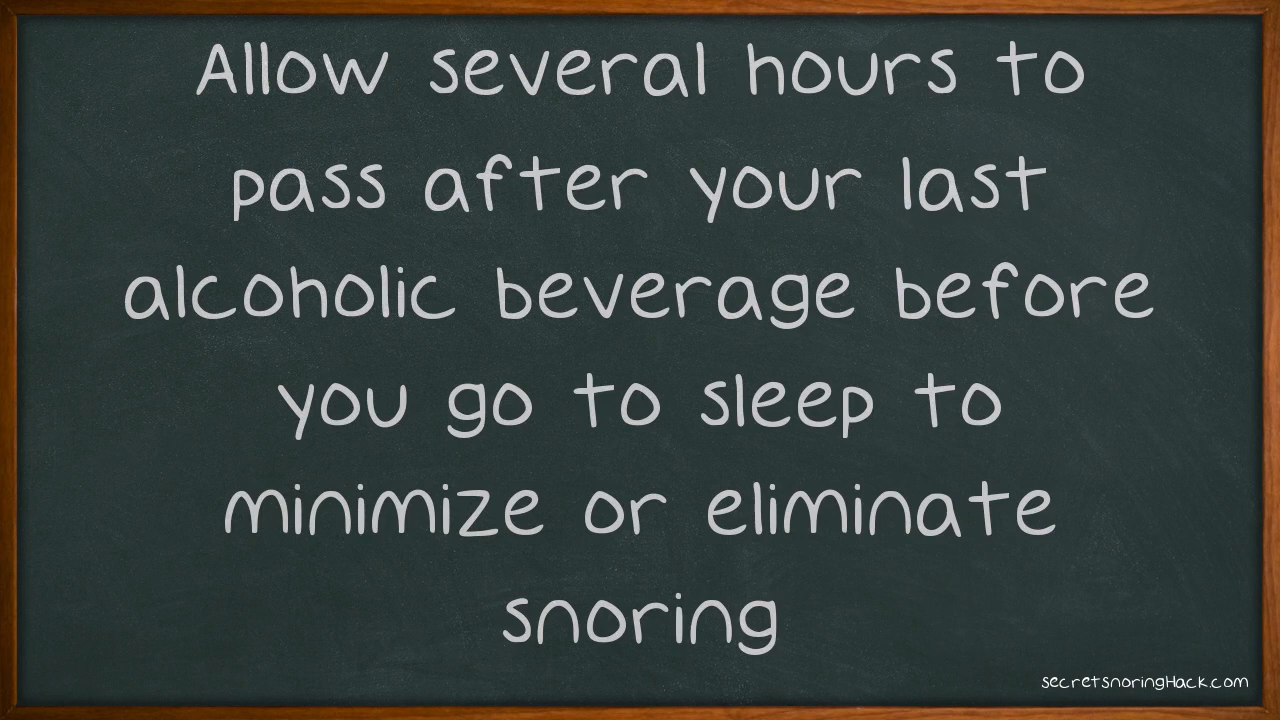 Allow several hours to
pass after your last
alcoholic beverage before
you go to sleep to
minimize or eliminate
snoring
secretsnoringHack.com